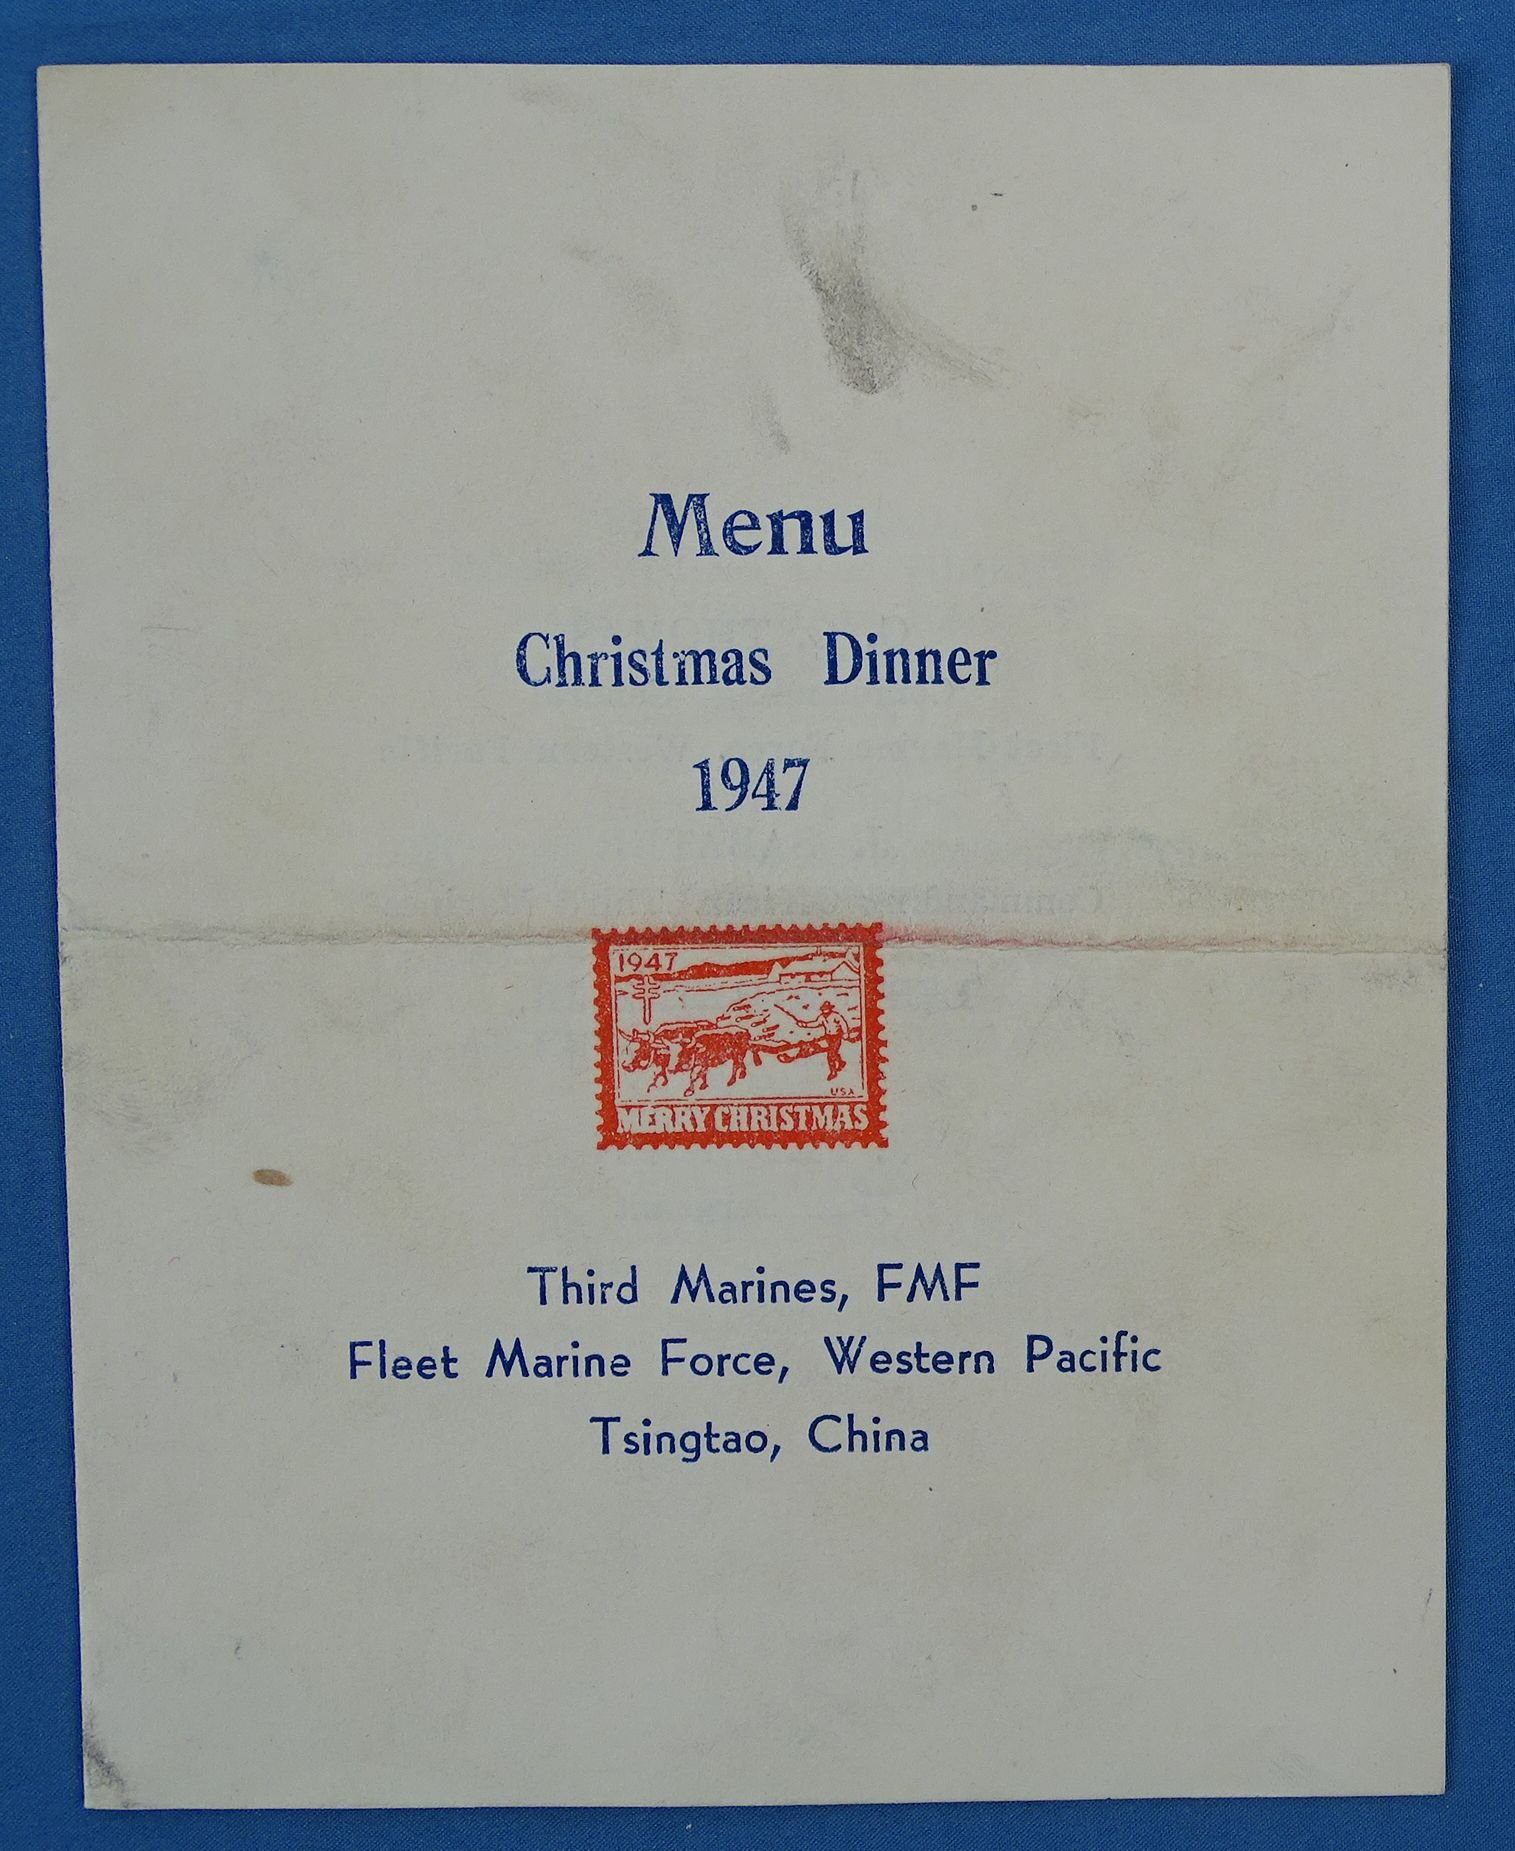 Menu
Christmas Dinner
1947
1947
USA
MERRY CHRISTMAS
Third Marines, FMF
Fleet Marine Force, Western Pacific
Tsingtao, China